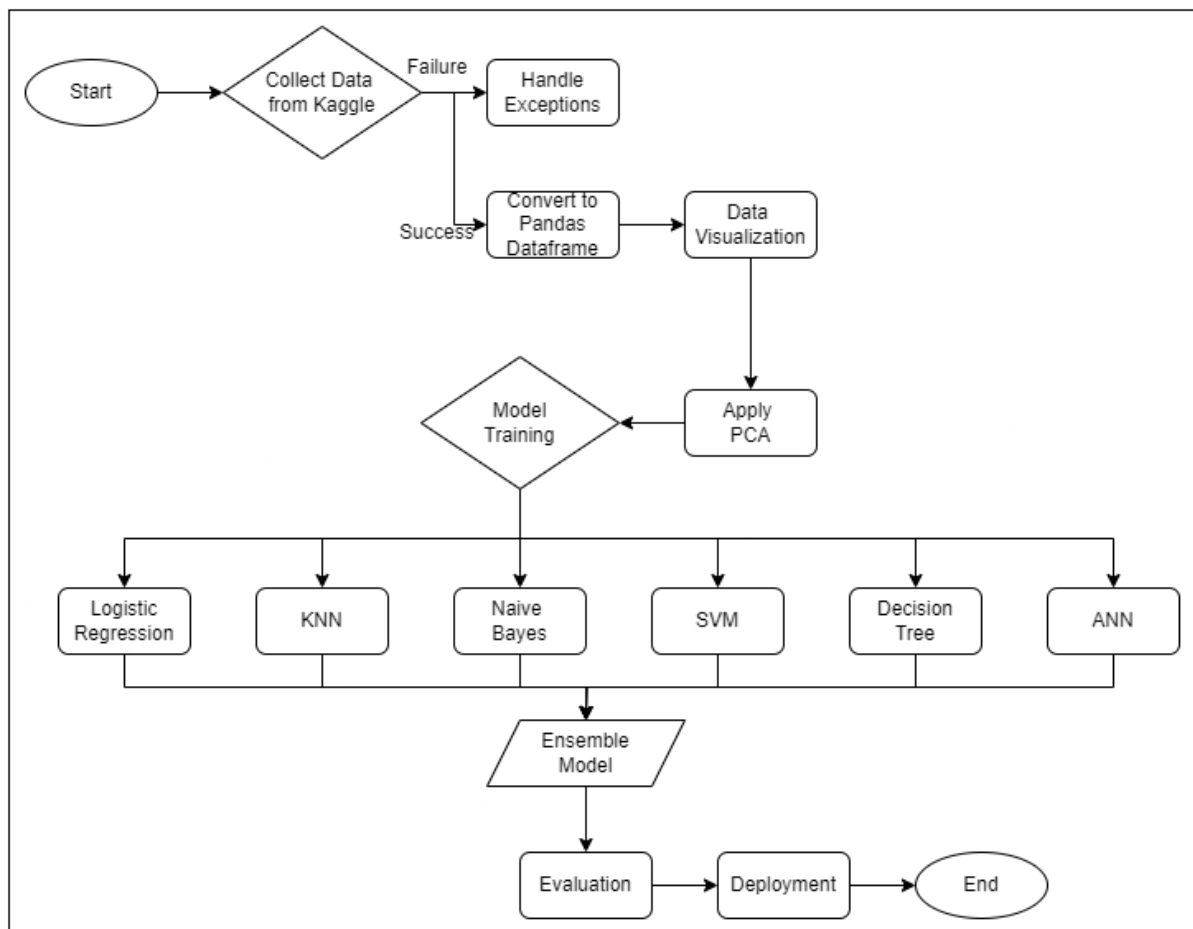 Start
Collect Data
from Kaggle
Failure
Handle
Exceptions
Success
Convert to
Pandas
Dataframe
Data
Visualization
Model
Training
Apply
PCA
Logistic
Regression
KNN
Naive
Bayes
SVM
Decision
Tree
ANN
Ensemble
Model
Evaluation
Deployment
End